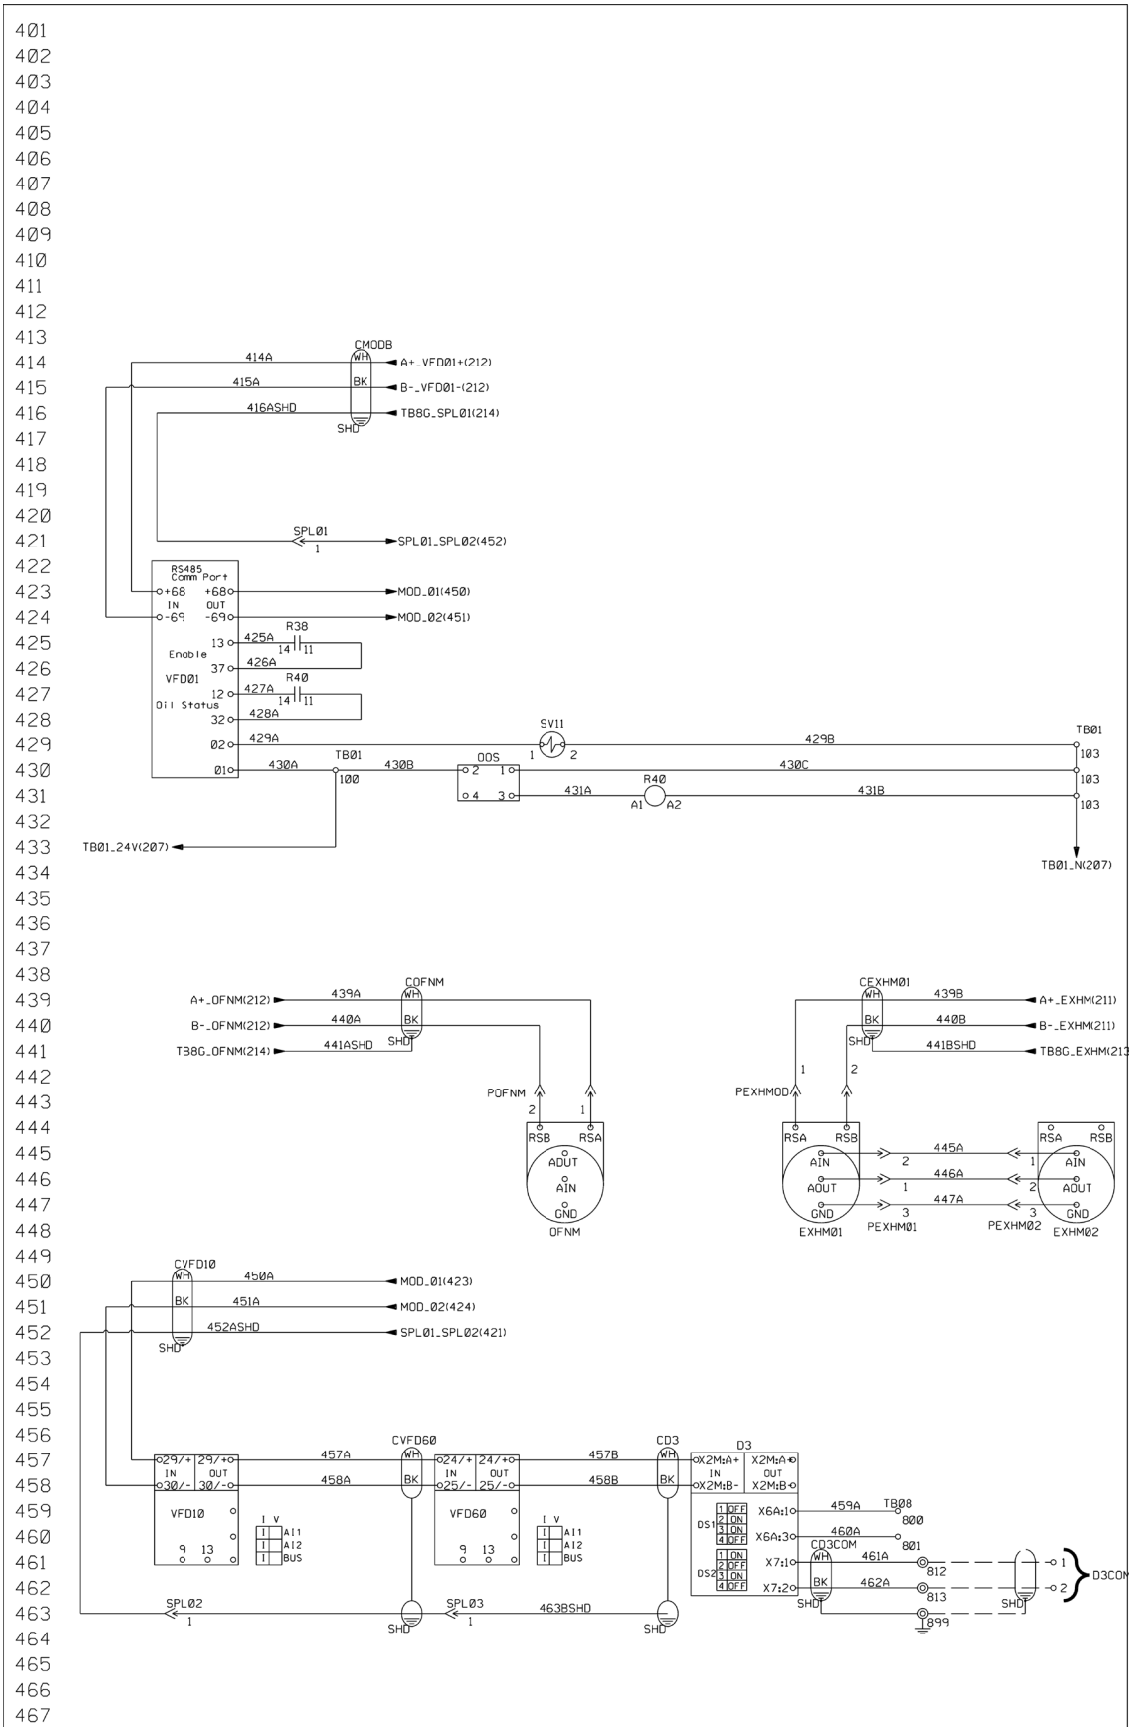 401
402
403
404
405
406
407
408
409
410
411
412
413
CMODB
414 414A WH A+_VFD01+(212)
415 415A BK B-_VFD01-(212)
416 416ASHD TB8G_SPL01(214)
SHD
417
418
419
420
SPL01
421 1 SPL01_SPL02(452)
422
RS485
Comm Port
423 +68 +68 MOD_01(450)
IN OUT
424 -69 -69 MOD_02(451)
R38
425 13 425A 14 11
Enable
426 37 426A
VFD01 R40
427 12 427A 14 11
Oil Status
428 32 428A
SV11 TB01
429 02 429A 1 2 429B 103
TB01 OOS
430 01 430A 100 430B 2 1 430C 103
R40
431 4 3 431A A1 A2 431B 103
432
433 TB01_24V(207)
TB01_N(207)
434
435
436
437
438
COFNM CEXHM01
439 A+_OFNM(212) 439A WH WH 439B A+_EXHM(211)
440 B-_OFNM(212) 440A BK BK 440B B-_EXHM(211)
SHD SHD
441 TB8G_OFNM(214) 441ASHD 441BSHD TB8G_EXHM(213
442 1 2
POFNM PEXHMOD
443 2 1
444 RSB RSA RSA RSB RSA RSB
445 AOUT AIN 2 445A 1 AIN
446 AIN AOUT 1 446A 2 AOUT
447 GND GND 3 447A 3 GND
PEXHM01 PEXHM02
448 OFNM EXHM01 EXHM02
449
CVFD10
450 WH 450A MOD_01(423)
451 BK 451A MOD_02(424)
452 452ASHD SPL01_SPL02(421)
SHD
453
454
455
456
CVFD60 CD3 D3
457 29/+ 29/+ 457A WH 24/+ 24/+ 457B WH X2M:A+ X2M:A+
IN OUT IN OUT IN OUT
458 30/- 30/- 458A BK 25/- 25/- 458B BK X2M:B- X2M:B-
459 VFD10 VFD60 X6A:1 459A TB08
800
I V I V
DS1
1 OFF
2 ON
3 ON
4 OFF
460 I AI1 I AI1 X6A:3 460A 801
I AI2 I AI2
9 13 9 13
I BUS I BUS
CD3COM
DS2
1 ON
2 OFF
3 ON
4 OFF
461 X7:1 WH 461A 812 1
D3COM
462 X7:2 BK 462A 813 2
SHD SHD
463 SPL02 1 SPL03 1 463BSHD 899
SHD SHD
464
465
466
467